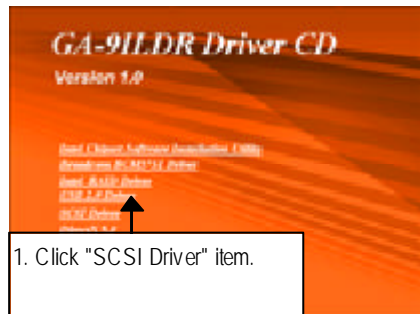 GA-9ILDR Driver CD
Version 1.0
Intel Chipset Software Installation Utility
Broadcom Driver
Intel RAID Driver
USB 2.0 Driver
SCSI Driver
1. Click "SCSI Driver" item.